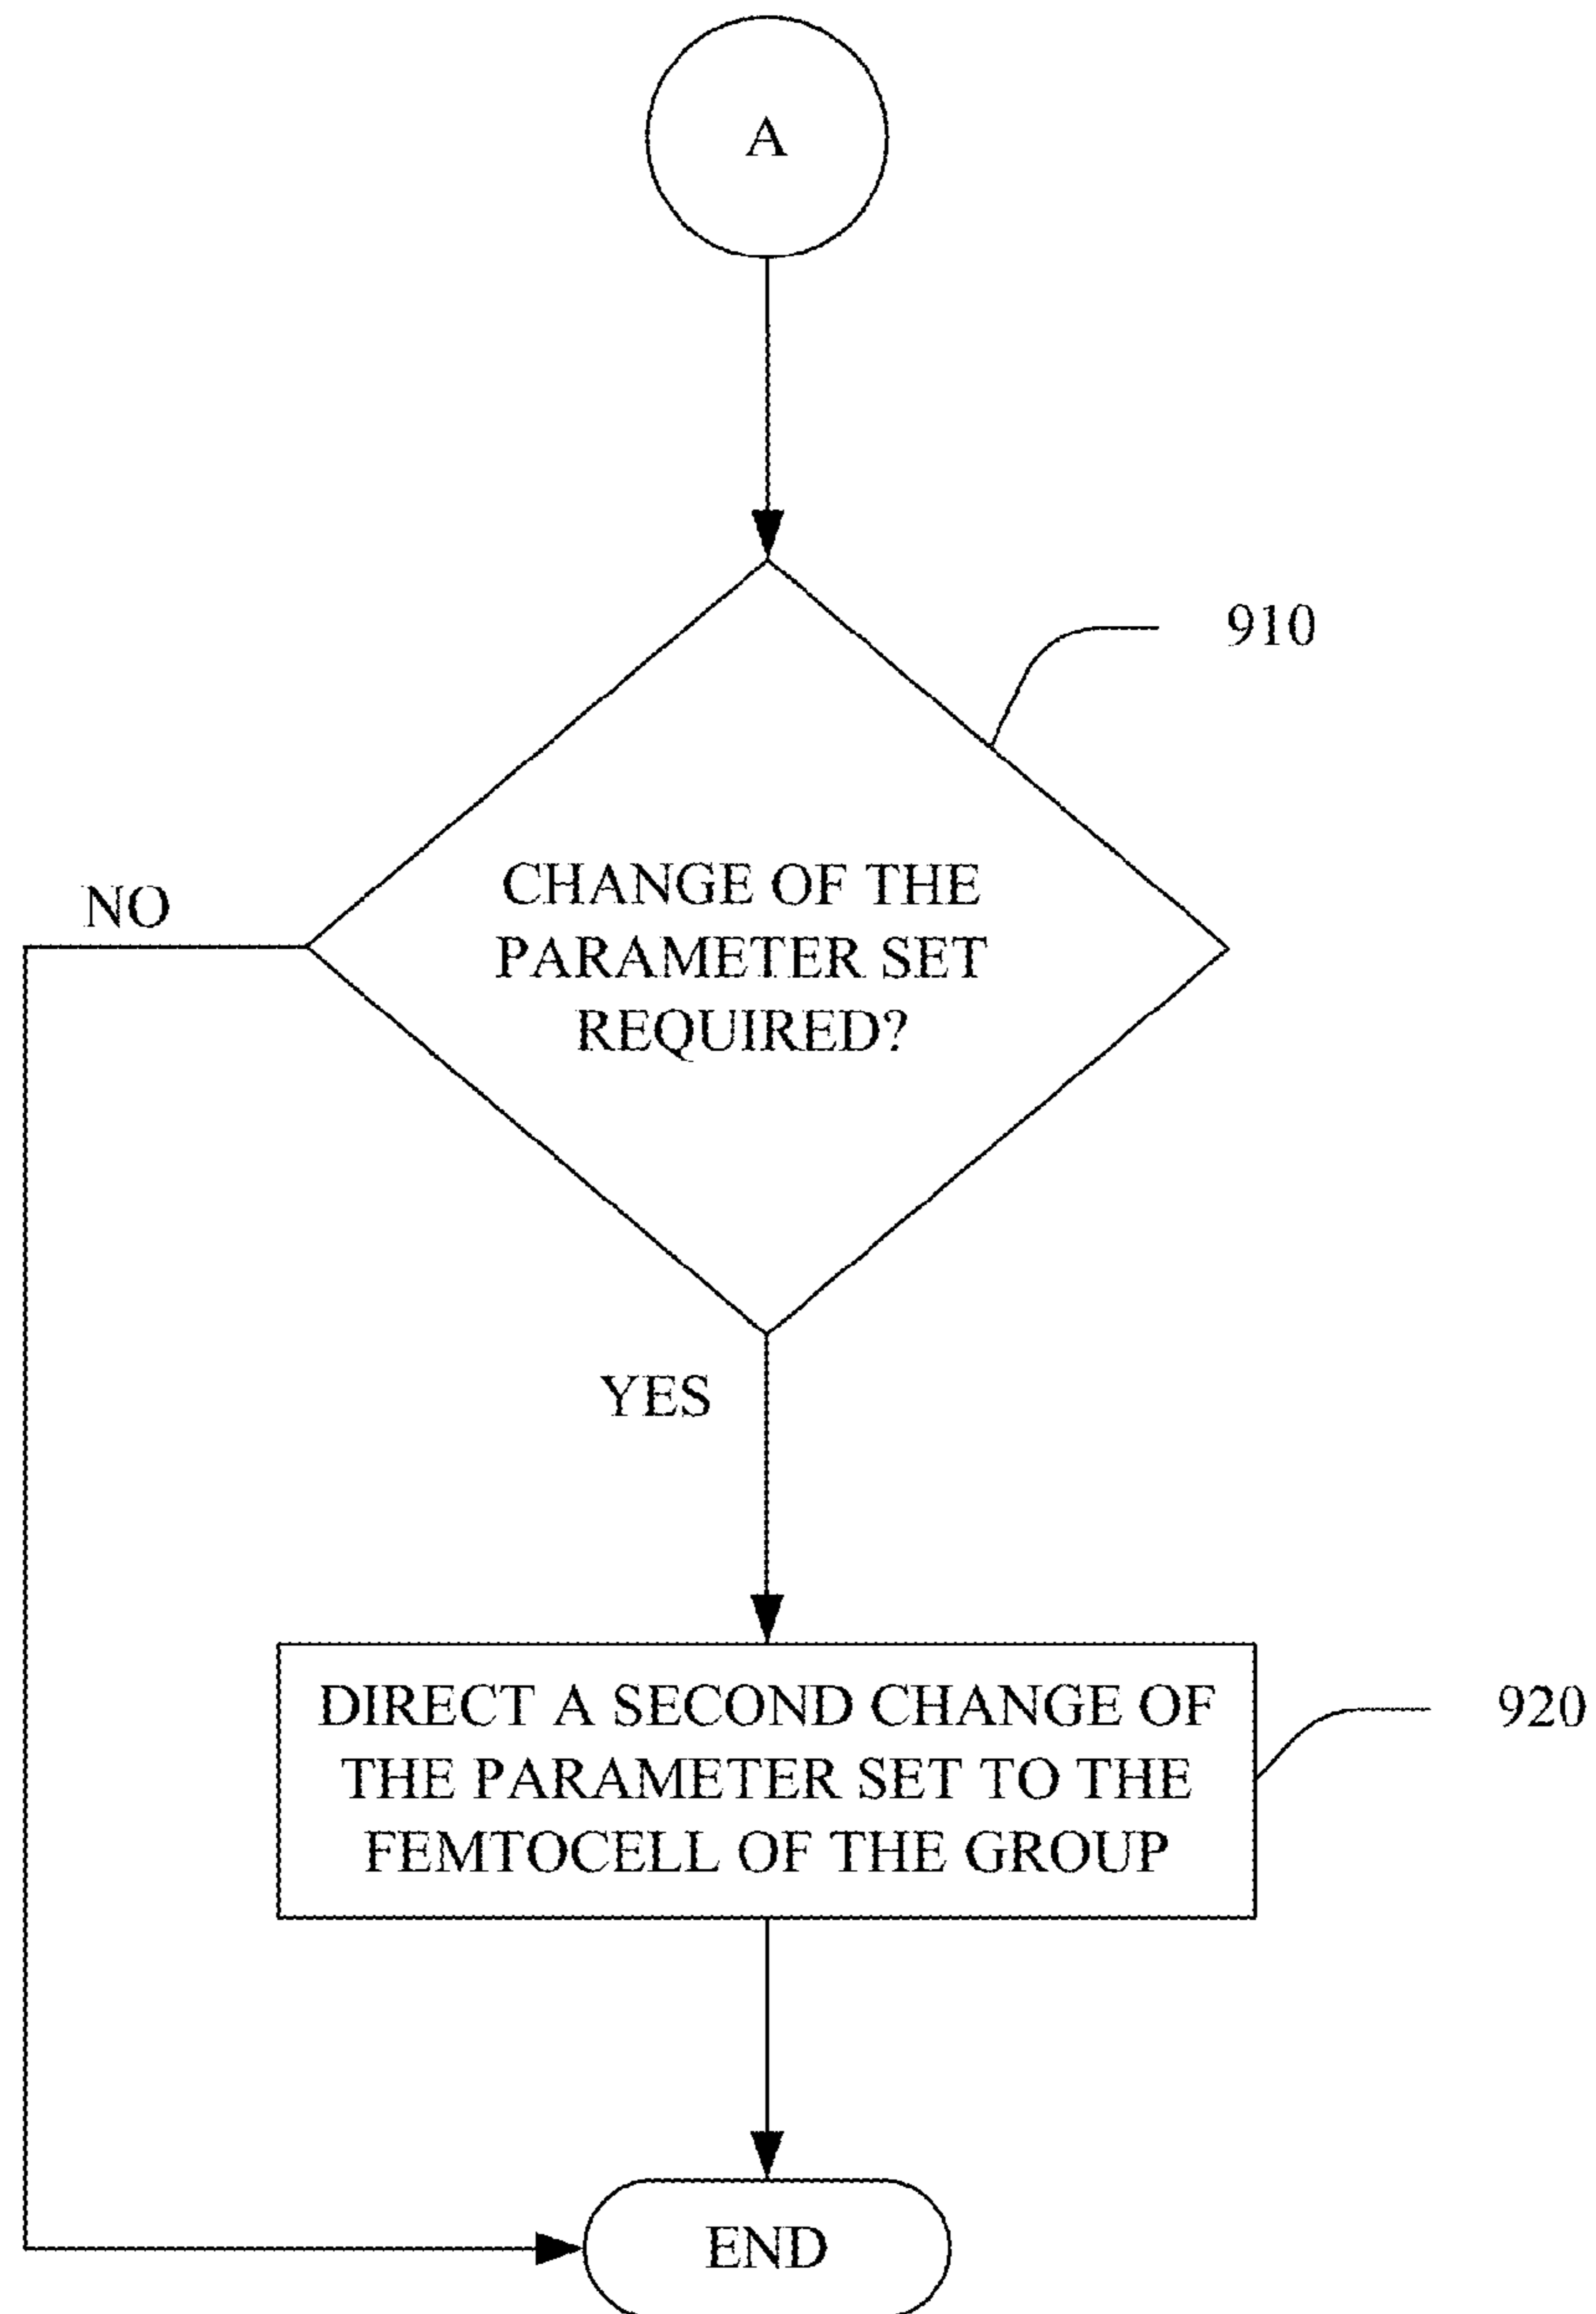 A
910
CHANGE OF THE
PARAMETER SET
REQUIRED?
NO
YES
DIRECT A SECOND CHANGE OF
THE PARAMETER SET TO THE
FEMTOCELL OF THE GROUP
920
END